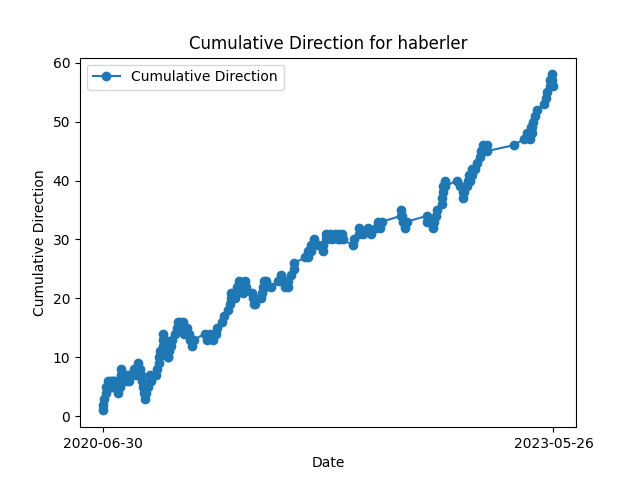 Cumulative Direction for haberler
Cumulative Direction
60
50
40
30
20
10
0
Cumulative Direction
2020-06-30
2023-05-26
Date